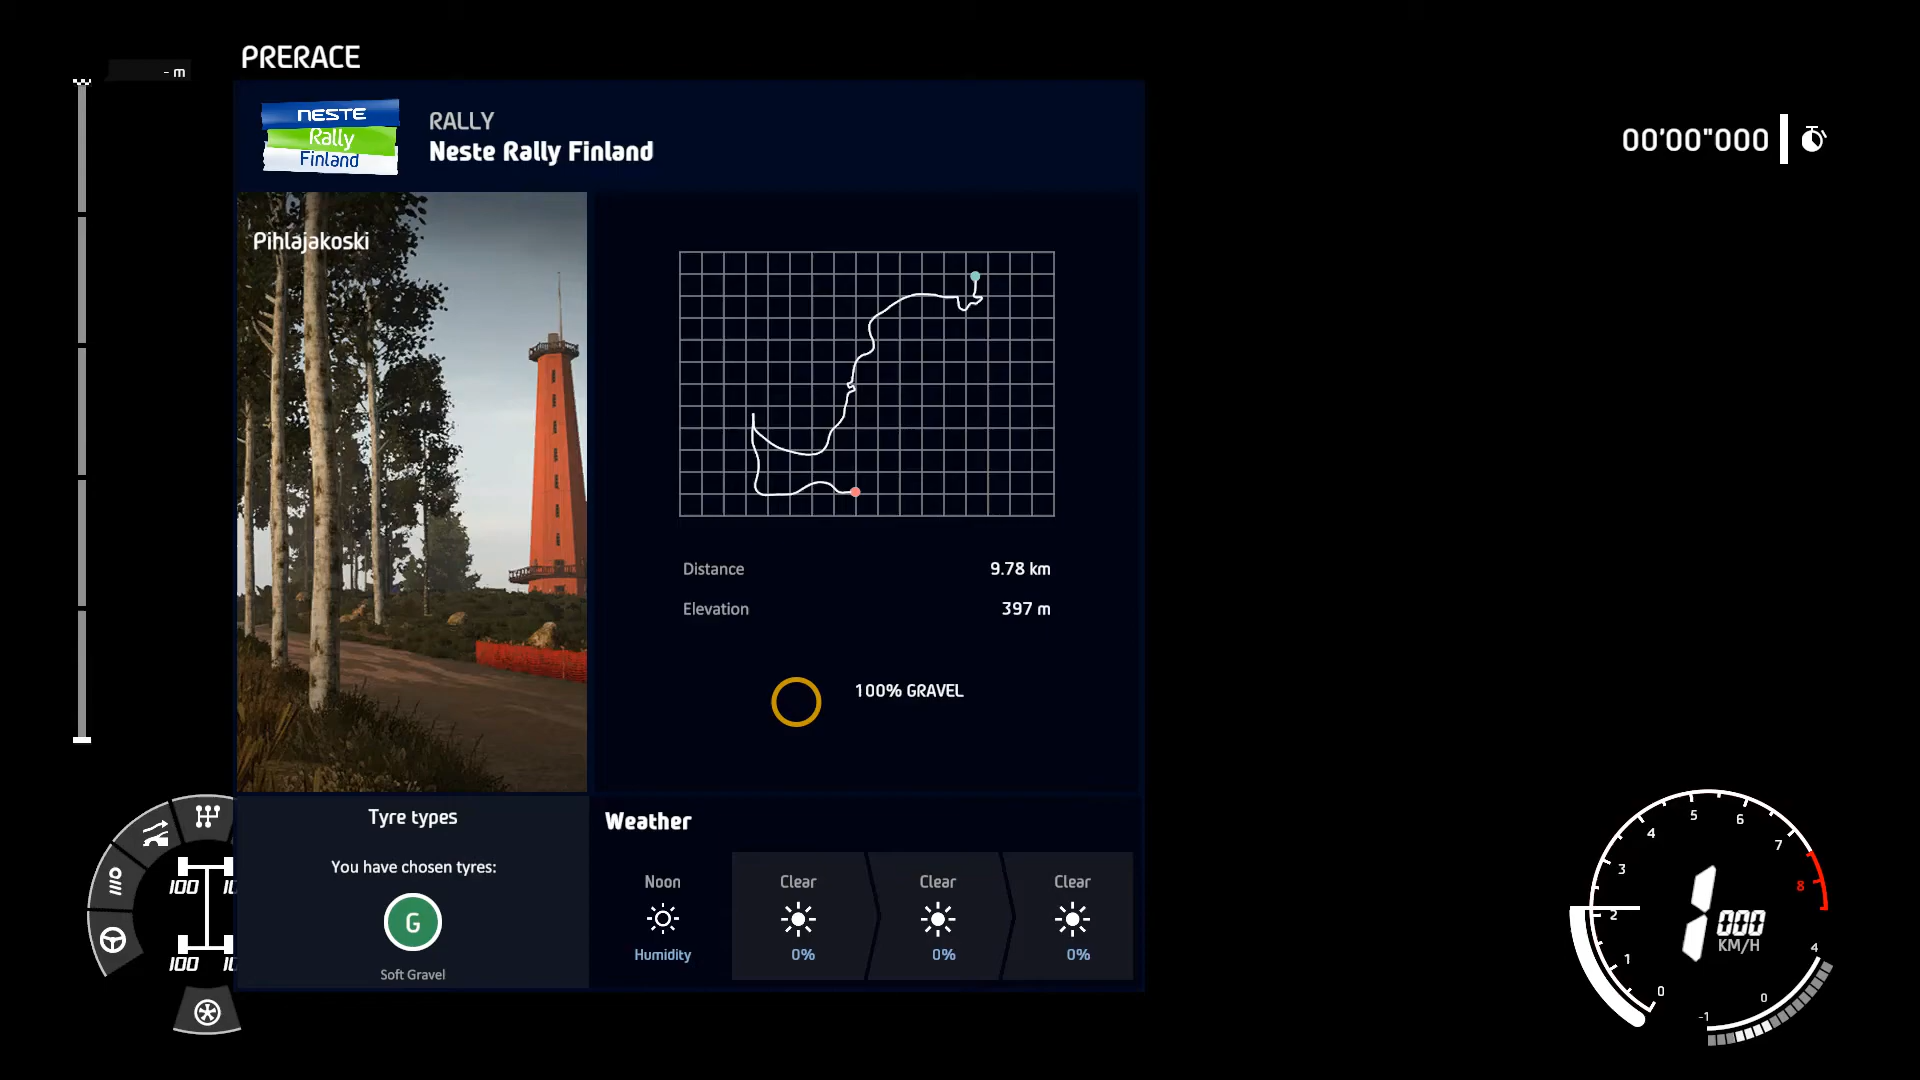 PRERACE
- m
NESTE
Rally
Finland
RALLY
Neste Rally Finland
00'00"000
Pihlajakoski
Distance 9.78 km
Elevation 397 m
100% GRAVEL
Tyre types
You have chosen tyres:
G
Soft Gravel
Weather
Noon Clear Clear Clear
Humidity 0% 0% 0%
100
100
0 1 2 3 4 5 6 7 8
1
000
KM/H
-1 0 4